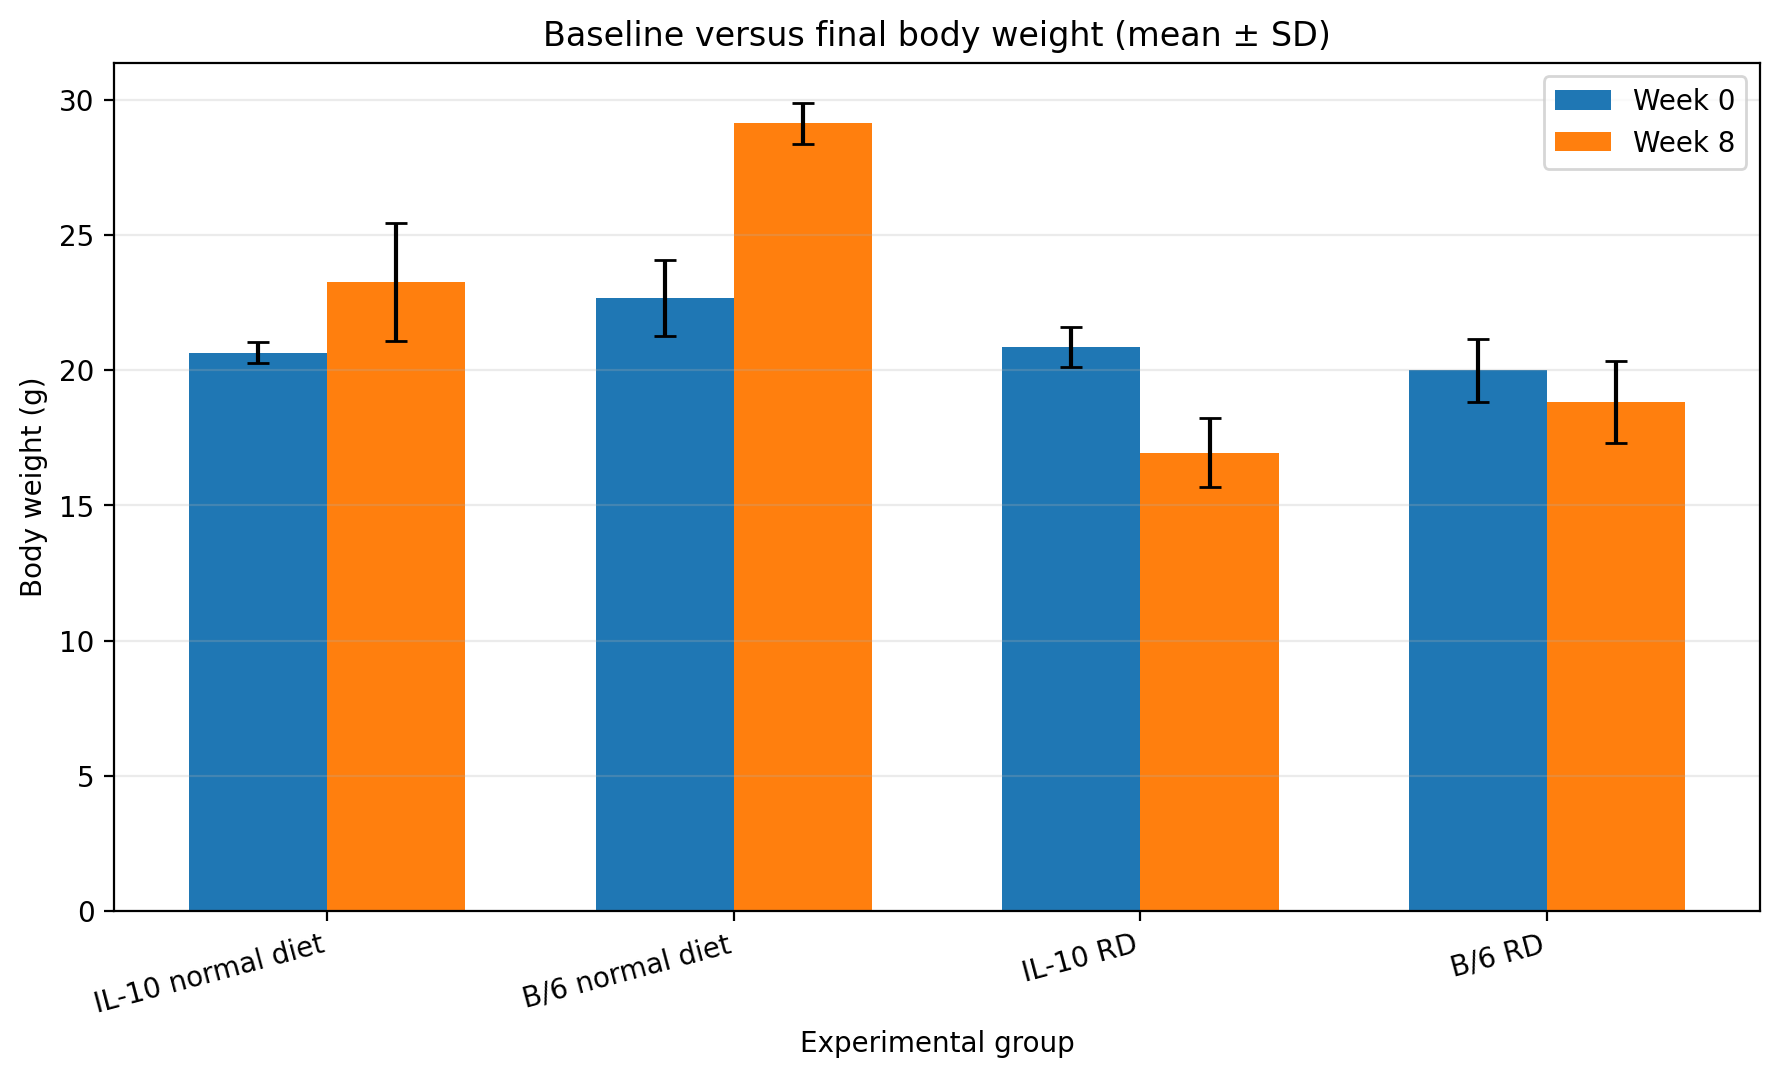 Baseline versus final body weight (mean ± SD)
Week 0
Week 8
Body weight (g)
30
25
20
15
10
5
0
IL-10 normal diet
B/6 normal diet
IL-10 RD
B/6 RD
Experimental group